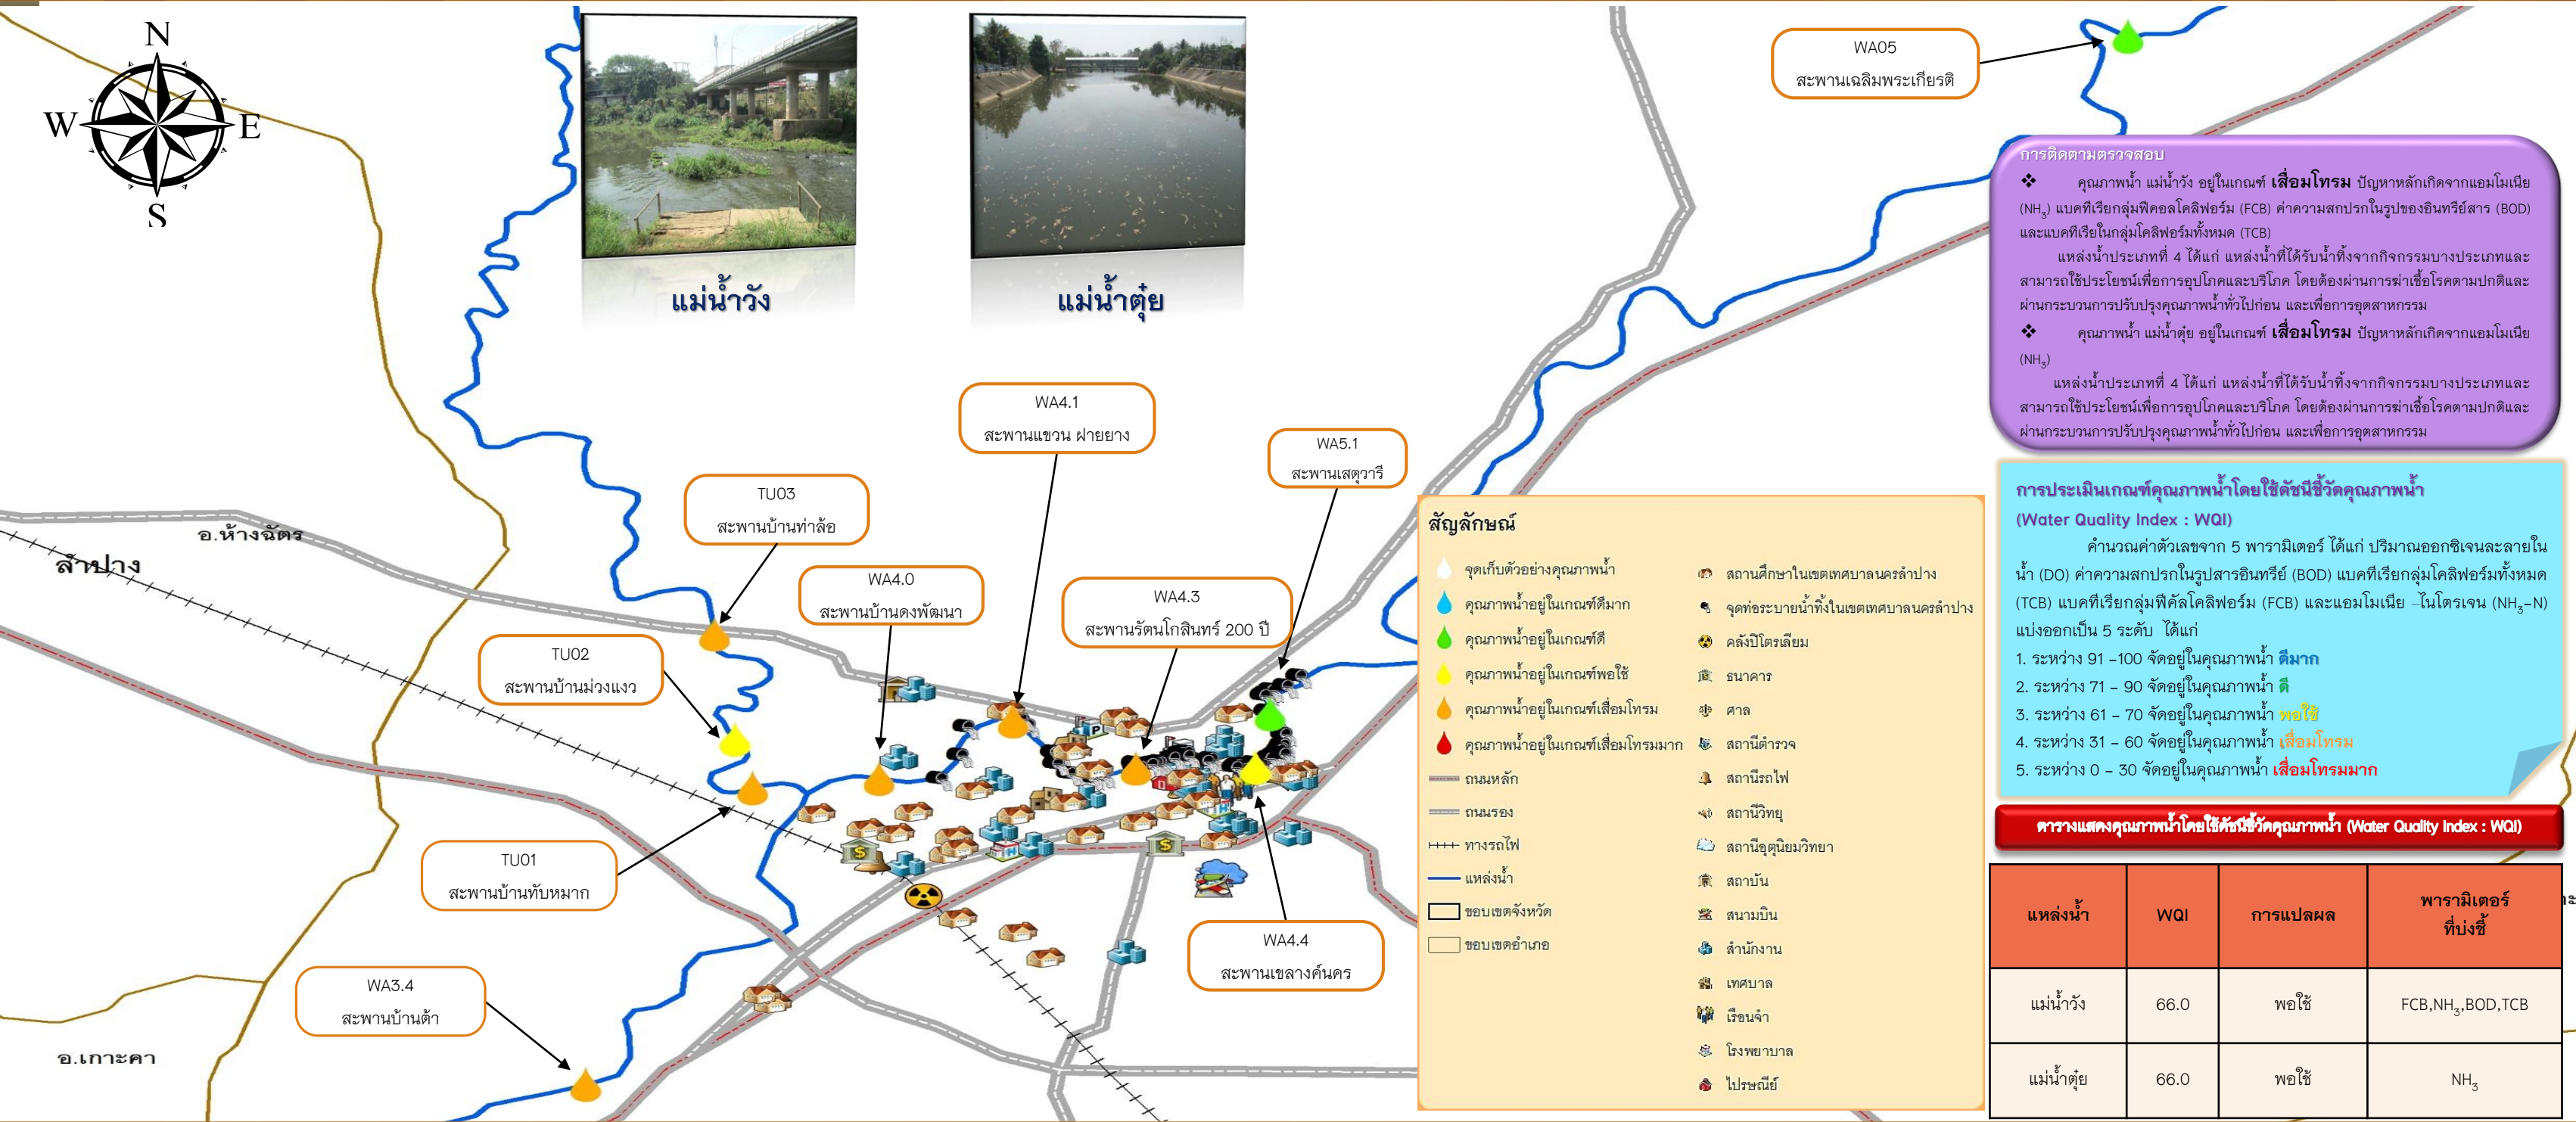 N
W
E
S
แม่น้ำวัง
แม่น้ำตุ๋ย
WA05
สะพานเฉลิมพระเกียรติ
WA4.1
สะพานแขวน ฝายยาง
WA5.1
สะพานเสตุวารี
TU03
สะพานบ้านท่าล้อ
WA4.0
สะพานบ้านดงพัฒนา
WA4.3
สะพานรัตนโกสินทร์ 200 ปี
TU02
สะพานบ้านม่วงแงว
TU01
สะพานบ้านทับหมาก
WA4.4
สะพานเขลางค์นคร
WA3.4
สะพานบ้านต้า
อ.ห้างฉัตร
ลำปาง
อ.เกาะคา
สัญลักษณ์
จุดเก็บตัวอย่างคุณภาพน้ำ
คุณภาพน้ำอยู่ในเกณฑ์ดีมาก
คุณภาพน้ำอยู่ในเกณฑ์ดี
คุณภาพน้ำอยู่ในเกณฑ์พอใช้
คุณภาพน้ำอยู่ในเกณฑ์เสื่อมโทรม
คุณภาพน้ำอยู่ในเกณฑ์เสื่อมโทรมมาก
ถนนหลัก
ถนนรอง
ทางรถไฟ
แหล่งน้ำ
ขอบเขตจังหวัด
ขอบเขตอำเภอ
สถานศึกษาในเขตเทศบาลนครลำปาง
จุดท่อระบายน้ำทิ้งในเขตเทศบาลนครลำปาง
คลังปิโตรเลียม
ธนาคาร
ศาล
สถานีตำรวจ
สถานีรถไฟ
สถานีวิทยุ
สถานีอุตุนิยมวิทยา
สถาบัน
สนามบิน
สำนักงาน
เทศบาล
เรือนจำ
โรงพยาบาล
ไปรษณีย์
การติดตามตรวจสอบ
❖ คุณภาพน้ำ แม่น้ำวัง อยู่ในเกณฑ์ เสื่อมโทรม ปัญหาหลักเกิดจากแอมโมเนีย
(NH₃) แบคทีเรียกลุ่มฟีคอลโคลิฟอร์ม (FCB) ค่าความสกปรกในรูปของอินทรีย์สาร (BOD)
และแบคทีเรียในกลุ่มโคลิฟอร์มทั้งหมด (TCB)
แหล่งน้ำประเภทที่ 4 ได้แก่ แหล่งน้ำที่ได้รับน้ำทิ้งจากกิจกรรมบางประเภทและ
สามารถใช้ประโยชน์เพื่อการอุปโภคและบริโภค โดยต้องผ่านการฆ่าเชื้อโรคตามปกติและ
ผ่านกระบวนการปรับปรุงคุณภาพน้ำทั่วไปก่อน และเพื่อการอุตสาหกรรม
❖ คุณภาพน้ำ แม่น้ำตุ๋ย อยู่ในเกณฑ์ เสื่อมโทรม ปัญหาหลักเกิดจากแอมโมเนีย
(NH₃)
แหล่งน้ำประเภทที่ 4 ได้แก่ แหล่งน้ำที่ได้รับน้ำทิ้งจากกิจกรรมบางประเภทและ
สามารถใช้ประโยชน์เพื่อการอุปโภคและบริโภค โดยต้องผ่านการฆ่าเชื้อโรคตามปกติและ
ผ่านกระบวนการปรับปรุงคุณภาพน้ำทั่วไปก่อน และเพื่อการอุตสาหกรรม
การประเมินเกณฑ์คุณภาพน้ำโดยใช้ดัชนีชี้วัดคุณภาพน้ำ
(Water Quality Index : WQI)
คำนวณค่าตัวเลขจาก 5 พารามิเตอร์ ได้แก่ ปริมาณออกซิเจนละลายใน
น้ำ (DO) ค่าความสกปรกในรูปสารอินทรีย์ (BOD) แบคทีเรียกลุ่มโคลิฟอร์มทั้งหมด
(TCB) แบคทีเรียกลุ่มฟีคัลโคลิฟอร์ม (FCB) และแอมโมเนีย –ไนโตรเจน (NH₃–N)
แบ่งออกเป็น 5 ระดับ ได้แก่
1. ระหว่าง 91 –100 จัดอยู่ในคุณภาพน้ำ ดีมาก
2. ระหว่าง 71 – 90 จัดอยู่ในคุณภาพน้ำ ดี
3. ระหว่าง 61 – 70 จัดอยู่ในคุณภาพน้ำ พอใช้
4. ระหว่าง 31 – 60 จัดอยู่ในคุณภาพน้ำ เสื่อมโทรม
5. ระหว่าง 0 – 30 จัดอยู่ในคุณภาพน้ำ เสื่อมโทรมมาก
ตารางแสดงคุณภาพน้ำโดยใช้ดัชนีชี้วัดคุณภาพน้ำ (Water Quality Index : WQI)
แหล่งน้ำ WQI การแปลผล พารามิเตอร์
ที่บ่งชี้
แม่น้ำวัง 66.0 พอใช้ FCB,NH₃,BOD,TCB
แม่น้ำตุ๋ย 66.0 พอใช้ NH₃